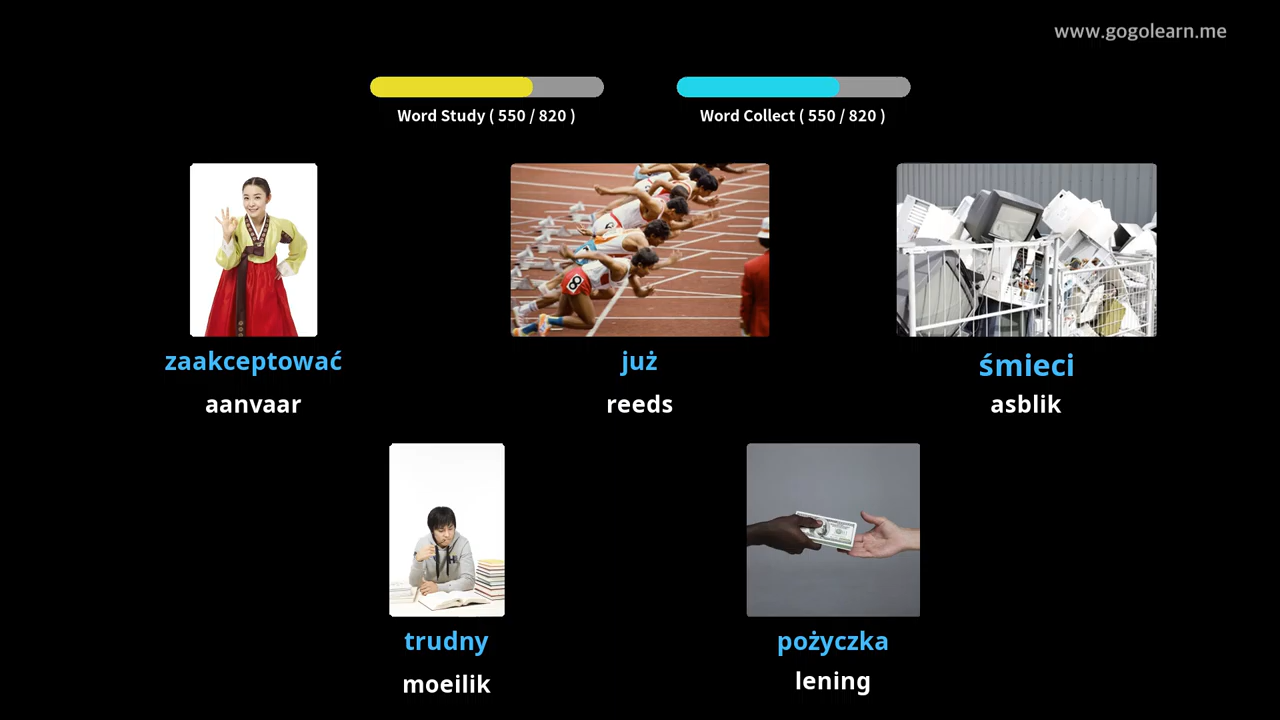 www.gogolearn.me
Word Study ( 550 / 820 )
Word Collect ( 550 / 820 )
zaakceptować
już
śmieci
aanvaar
reeds
asblik
8
trudny
pożyczka
moeilik
lening